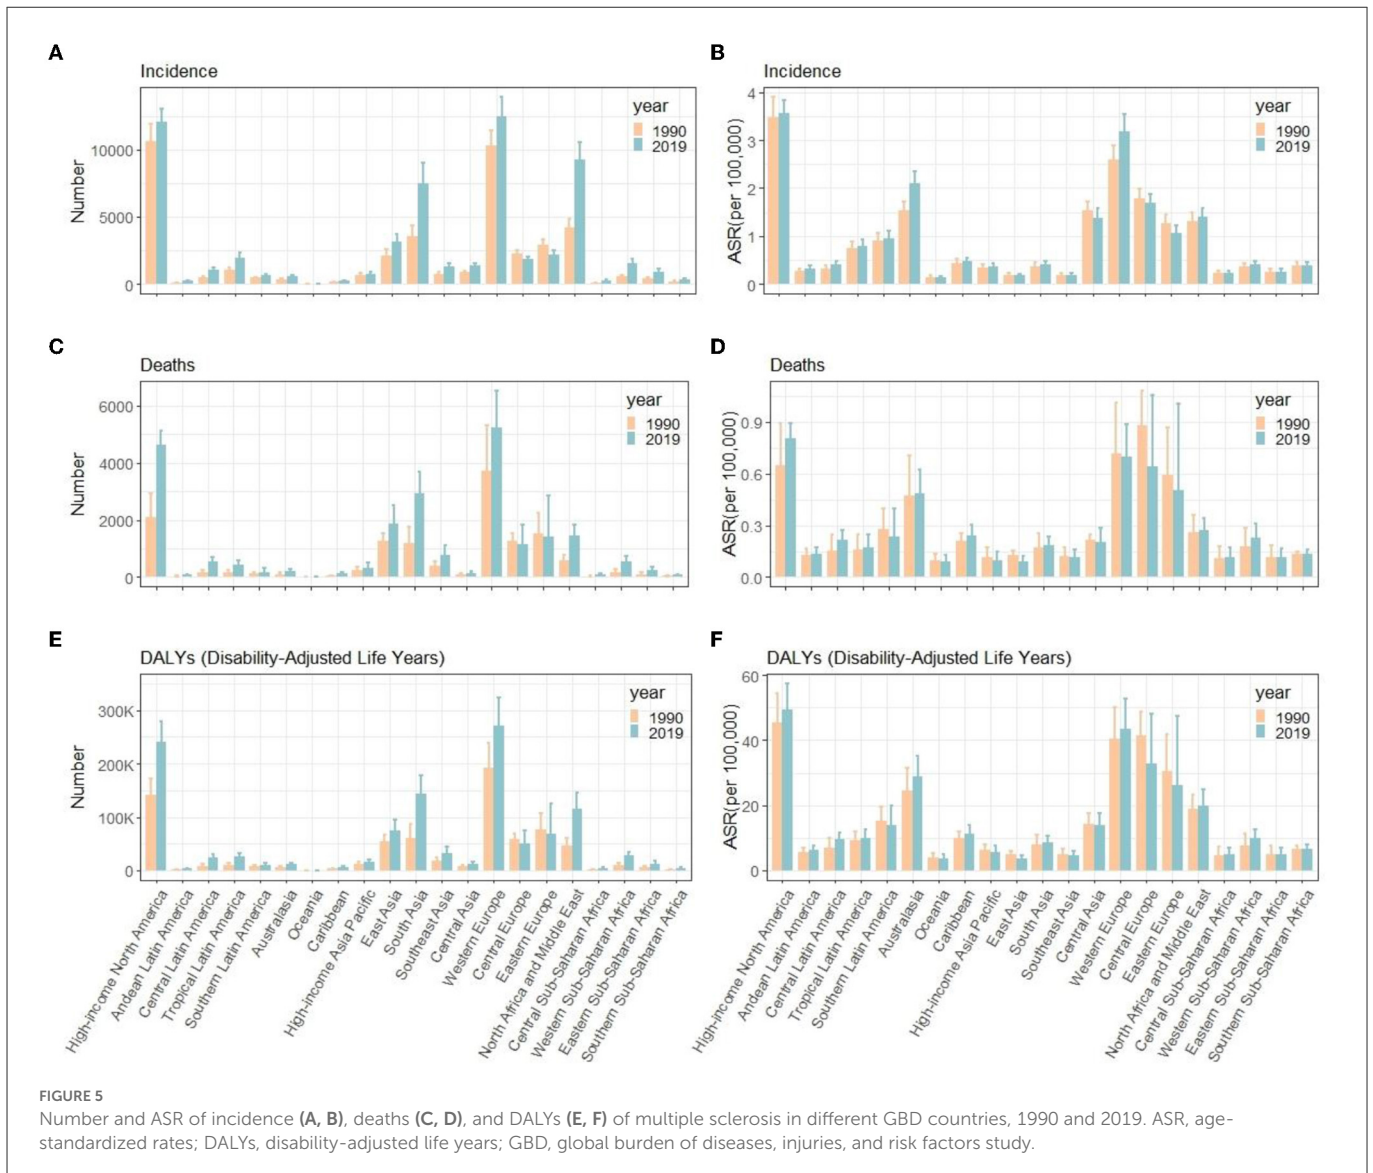 A
Incidence
Number
10000
5000
0
year
1990
2019
B
Incidence
ASR(per 100,000)
4
3
2
1
0
year
1990
2019
C
Deaths
Number
6000
4000
2000
0
year
1990
2019
D
Deaths
ASR(per 100,000)
0.9
0.6
0.3
0.0
year
1990
2019
E
DALYs (Disability-Adjusted Life Years)
Number
300K
200K
100K
0
year
1990
2019
High-income North America
Andean Latin America
Central Latin America
Tropical Latin America
Southern Latin America
Australasia
Oceania
Caribbean
High-income Asia Pacific
East Asia
South Asia
Southeast Asia
Central Asia
Western Europe
Central Europe
Eastern Europe
North Africa and Middle East
Central Sub-Saharan Africa
Western Sub-Saharan Africa
Eastern Sub-Saharan Africa
Southern Sub-Saharan Africa
F
DALYs (Disability-Adjusted Life Years)
ASR(per 100,000)
60
40
20
0
year
1990
2019
High-income North America
Andean Latin America
Central Latin America
Tropical Latin America
Southern Latin America
Australasia
Oceania
Caribbean
High-income Asia Pacific
East Asia
South Asia
Southeast Asia
Central Asia
Western Europe
Central Europe
Eastern Europe
North Africa and Middle East
Central Sub-Saharan Africa
Western Sub-Saharan Africa
Eastern Sub-Saharan Africa
Southern Sub-Saharan Africa
FIGURE 5
Number and ASR of incidence (A, B), deaths (C, D), and DALYs (E, F) of multiple sclerosis in different GBD countries, 1990 and 2019. ASR, age-
standardized rates; DALYs, disability-adjusted life years; GBD, global burden of diseases, injuries, and risk factors study.